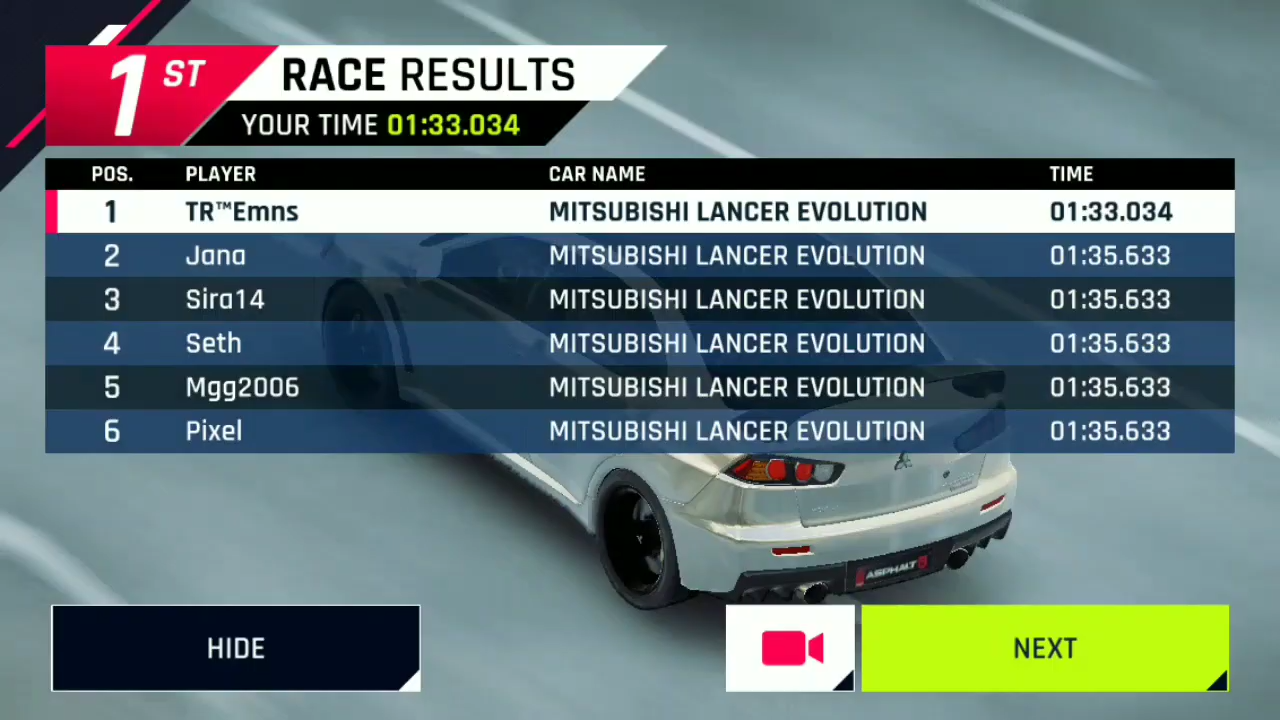 1ST RACE RESULTS
YOUR TIME 01:33.034
POS. PLAYER CAR NAME TIME
1 TR™Emns MITSUBISHI LANCER EVOLUTION 01:33.034
2 Jana MITSUBISHI LANCER EVOLUTION 01:35.633
3 Sira14 MITSUBISHI LANCER EVOLUTION 01:35.633
4 Seth MITSUBISHI LANCER EVOLUTION 01:35.633
5 Mgg2006 MITSUBISHI LANCER EVOLUTION 01:35.633
6 Pixel MITSUBISHI LANCER EVOLUTION 01:35.633
ASPHALT
HIDE NEXT